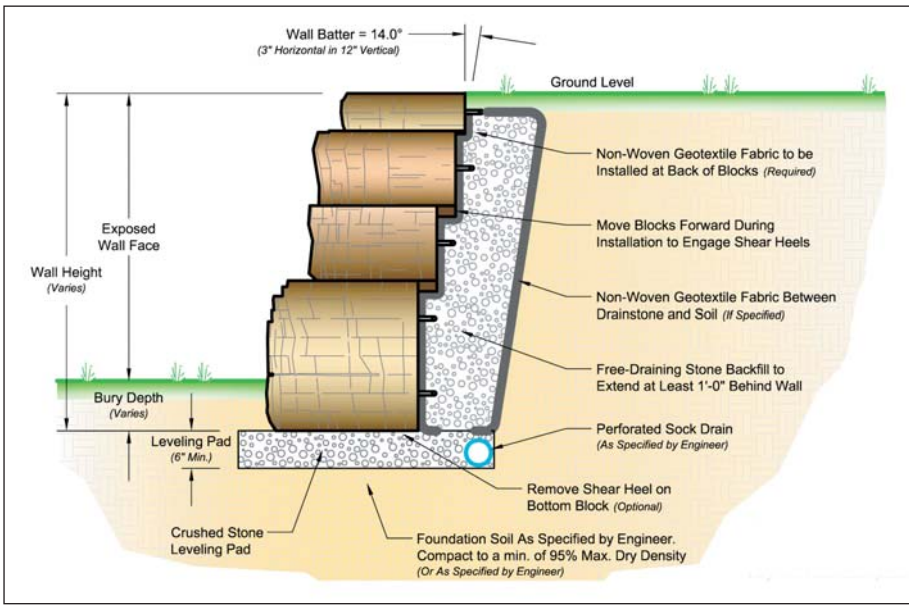 Wall Batter = 14.0°
(3" Horizontal in 12" Vertical)
Ground Level
Non-Woven Geotextile Fabric to be
Installed at Back of Blocks (Required)
Move Blocks Forward During
Installation to Engage Shear Heels
Exposed
Wall Face
Wall Height
(Varies)
Non-Woven Geotextile Fabric Between
Drainstone and Soil (If Specified)
Free-Draining Stone Backfill to
Extend at Least 1'-0" Behind Wall
Bury Depth
(Varies)
Perforated Sock Drain
(As Specified by Engineer)
Leveling Pad
(6" Min.)
Remove Shear Heel on
Bottom Block (Optional)
Crushed Stone
Leveling Pad
Foundation Soil As Specified by Engineer.
Compact to a min. of 95% Max. Dry Density
(Or As Specified by Engineer)